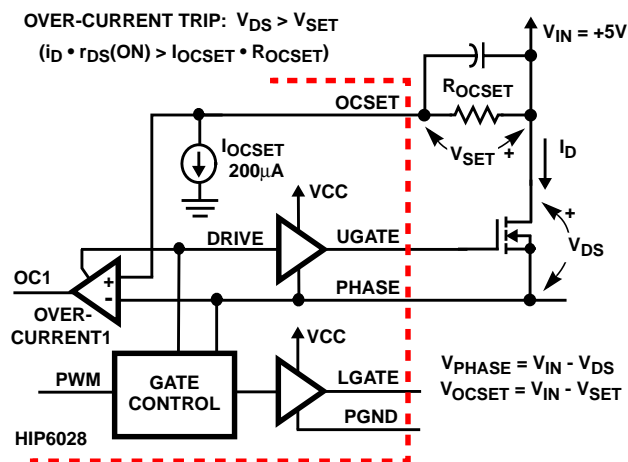 OVER-CURRENT TRIP: VDS > VSET
(iD • rDS(ON) > IOCSET • ROCSET)
VIN = +5V
ROCSET
OCSET
VSET +
ID
IOCSET
200μA
VCC
DRIVE
UGATE
+
VDS
OC1
+
-
PHASE
OVER-
CURRENT1
VCC
PWM
GATE
CONTROL
LGATE
PGND
HIP6028
VPHASE = VIN - VDS
VOCSET = VIN - VSET